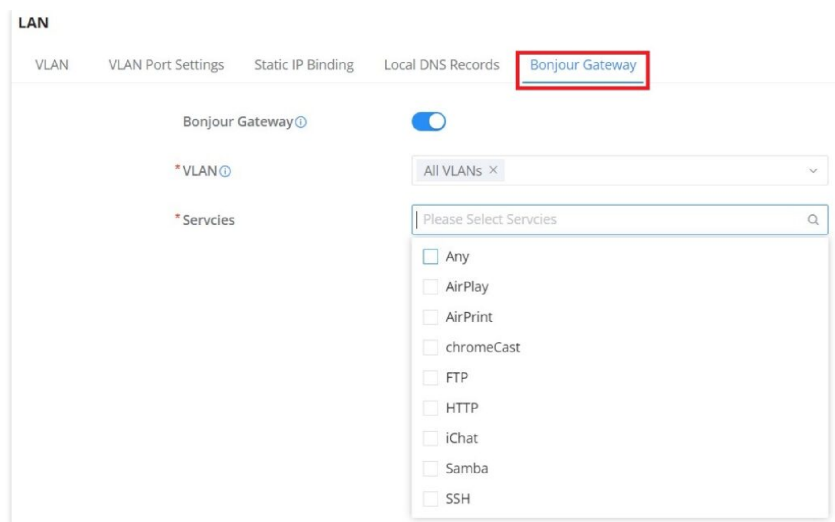 LAN
VLAN VLAN Port Settings Static IP Binding Local DNS Records Bonjour Gateway
Bonjour Gateway
*VLAN All VLANs ×
*Servcies Please Select Servcies
Any
AirPlay
AirPrint
chromeCast
FTP
HTTP
iChat
Samba
SSH